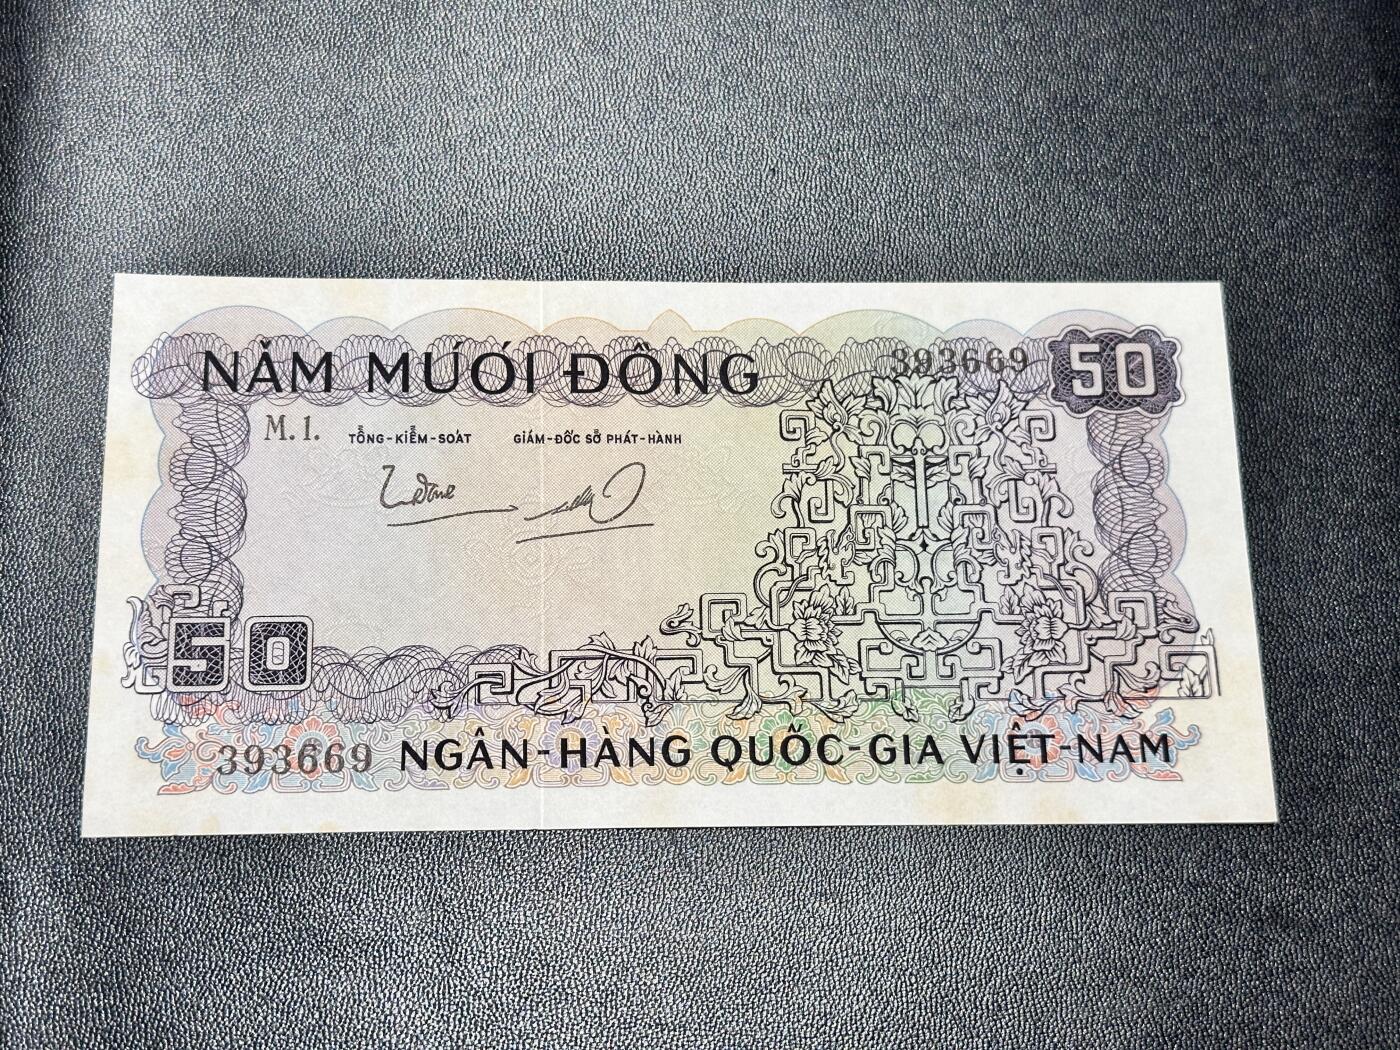 NĂM MƯƠI ĐỒNG
393669
50
M.1.
TỔNG-KIỂM-SOÁT
GIÁM-ĐỐC SỞ PHÁT-HÀNH
50
393669
NGÂN-HÀNG QUỐC-GIA VIỆT-NAM